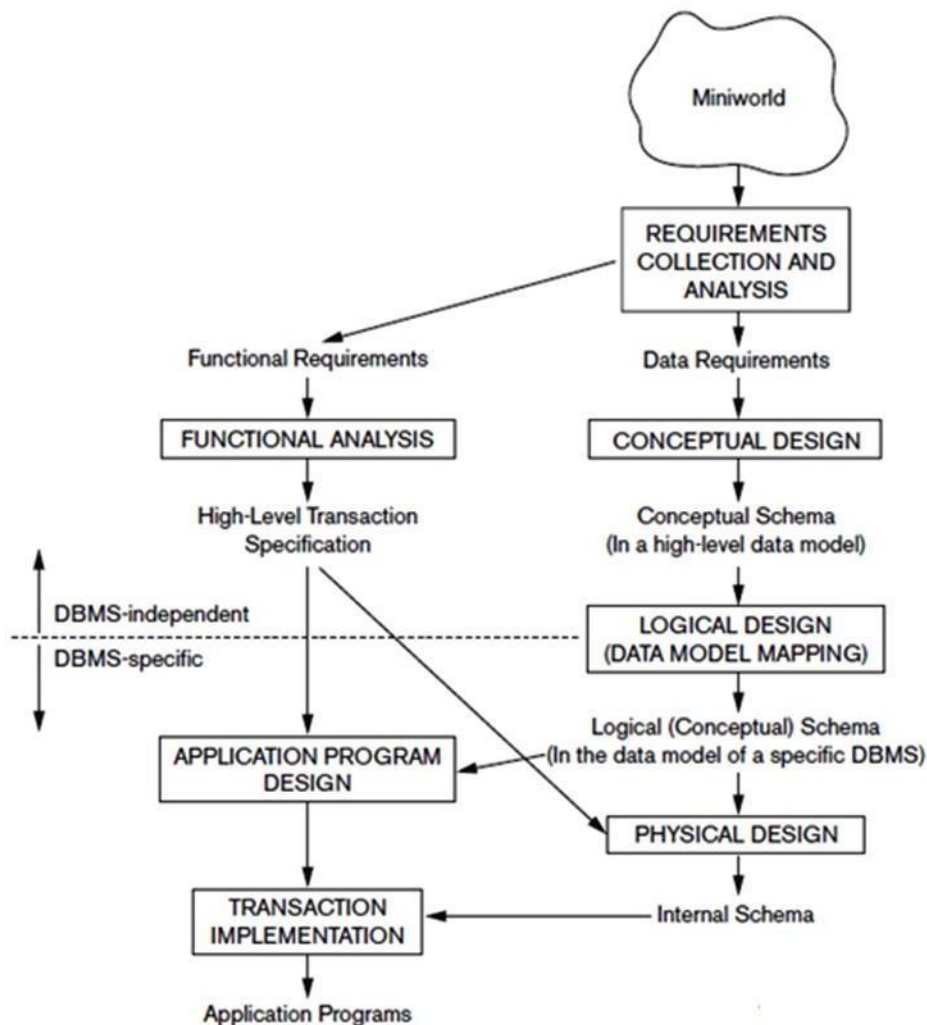 Miniworld
REQUIREMENTS
COLLECTION AND
ANALYSIS
Functional Requirements
Data Requirements
FUNCTIONAL ANALYSIS
CONCEPTUAL DESIGN
High-Level Transaction
Specification
Conceptual Schema
(In a high-level data model)
DBMS-independent
DBMS-specific
LOGICAL DESIGN
(DATA MODEL MAPPING)
Logical (Conceptual) Schema
(In the data model of a specific DBMS)
APPLICATION PROGRAM
DESIGN
PHYSICAL DESIGN
TRANSACTION
IMPLEMENTATION
Internal Schema
Application Programs